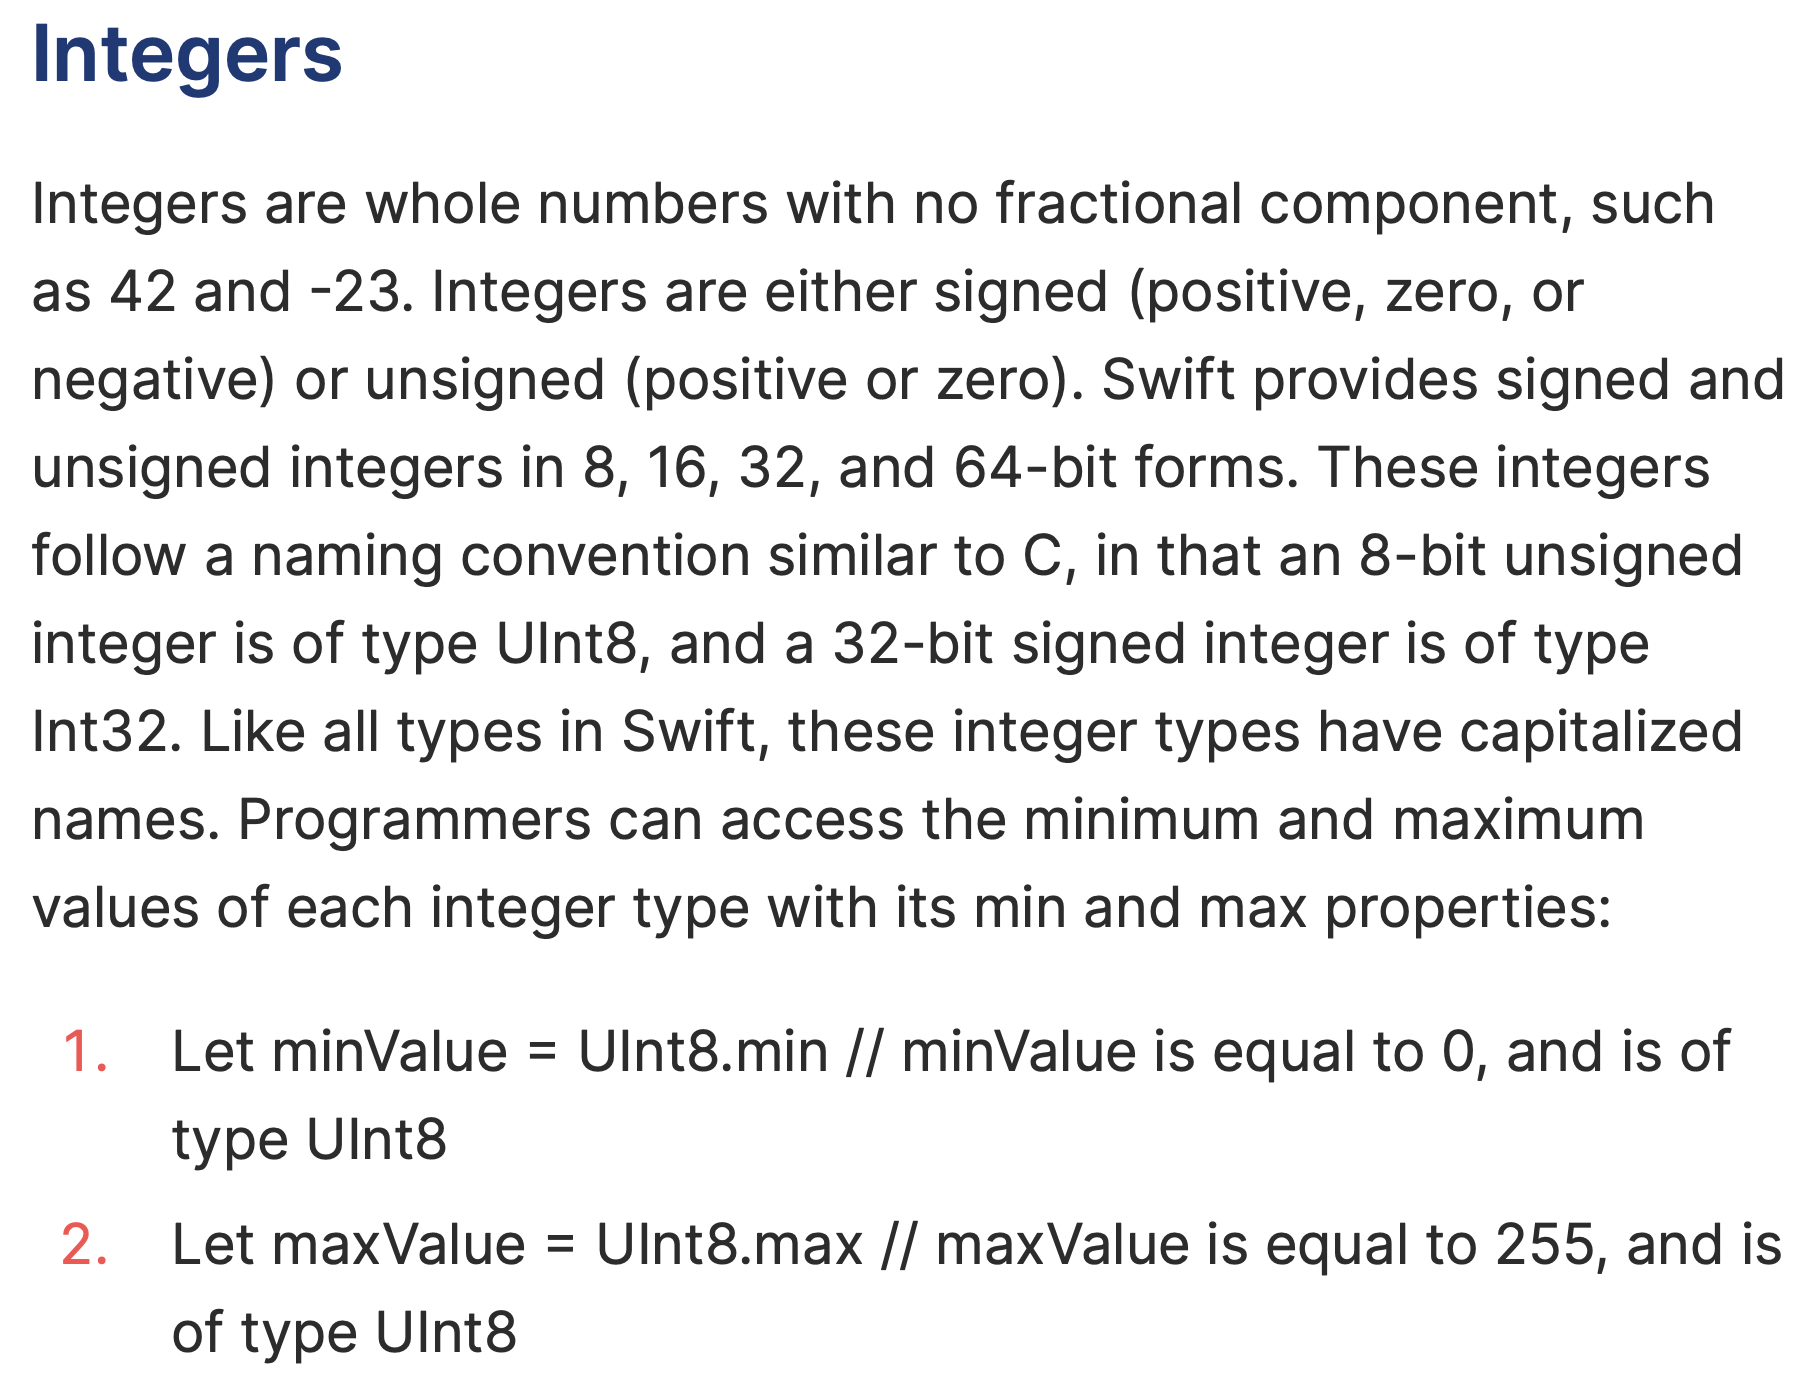 Integers
Integers are whole numbers with no fractional component, such
as 42 and -23. Integers are either signed (positive, zero, or
negative) or unsigned (positive or zero). Swift provides signed and
unsigned integers in 8, 16, 32, and 64-bit forms. These integers
follow a naming convention similar to C, in that an 8-bit unsigned
integer is of type UInt8, and a 32-bit signed integer is of type
Int32. Like all types in Swift, these integer types have capitalized
names. Programmers can access the minimum and maximum
values of each integer type with its min and max properties:
1. Let minValue = UInt8.min // minValue is equal to 0, and is of
type UInt8
2. Let maxValue = UInt8.max // maxValue is equal to 255, and is
of type UInt8